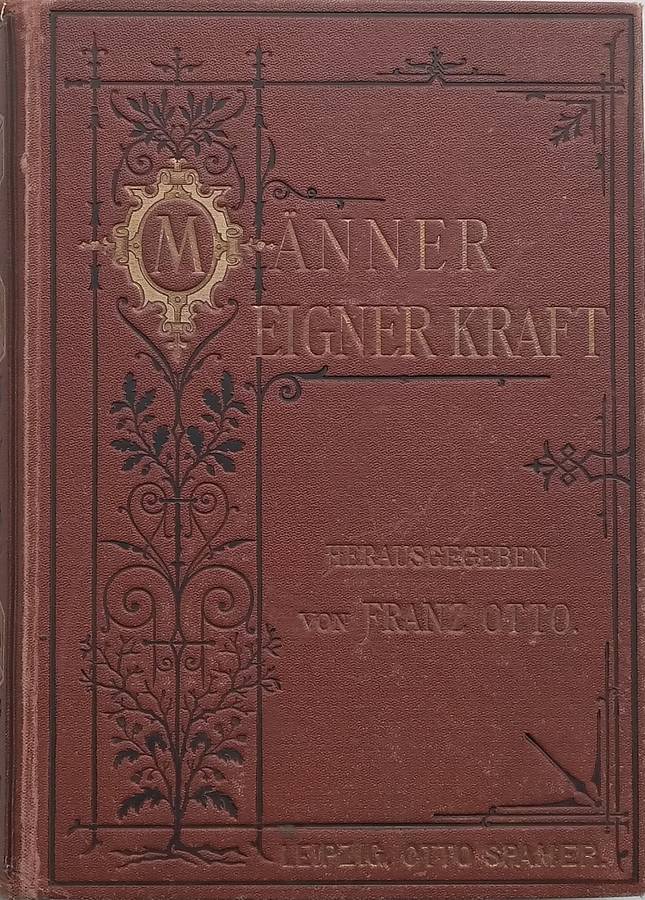 MÄNNER
EIGNER KRAFT
HERAUSGEGEBEN
VON FRANZ OTTO.
LEIPZIG, OTTO SPAMER.